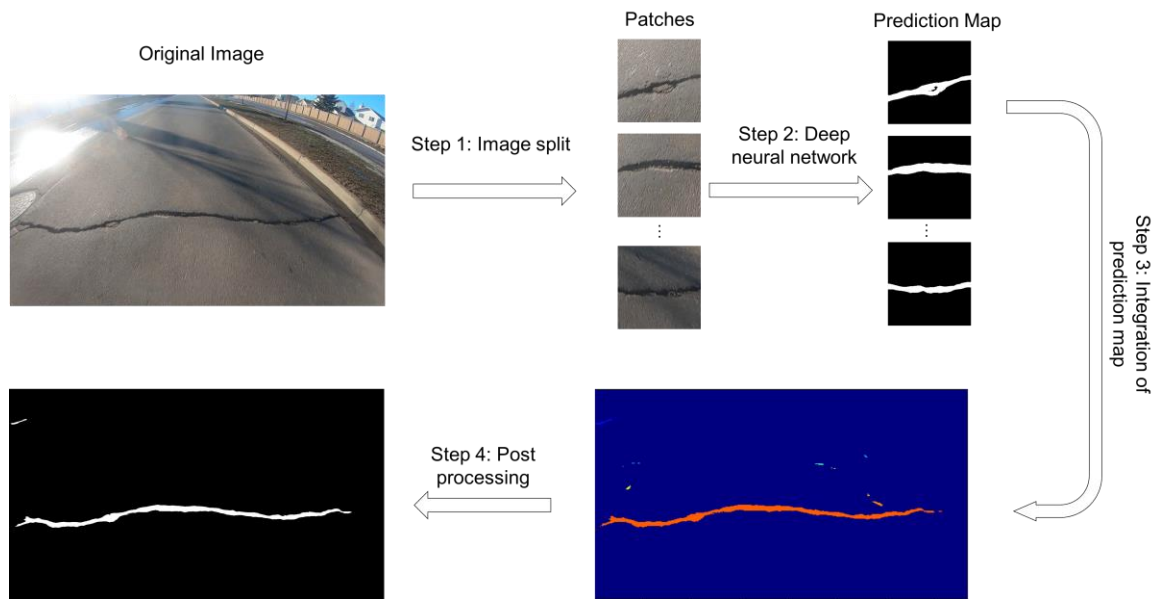 Original Image
Patches
Prediction Map
Step 1: Image split
Step 2: Deep
neural network
⋮
⋮
Step 3: Integration of
prediction map
Step 4: Post
processing